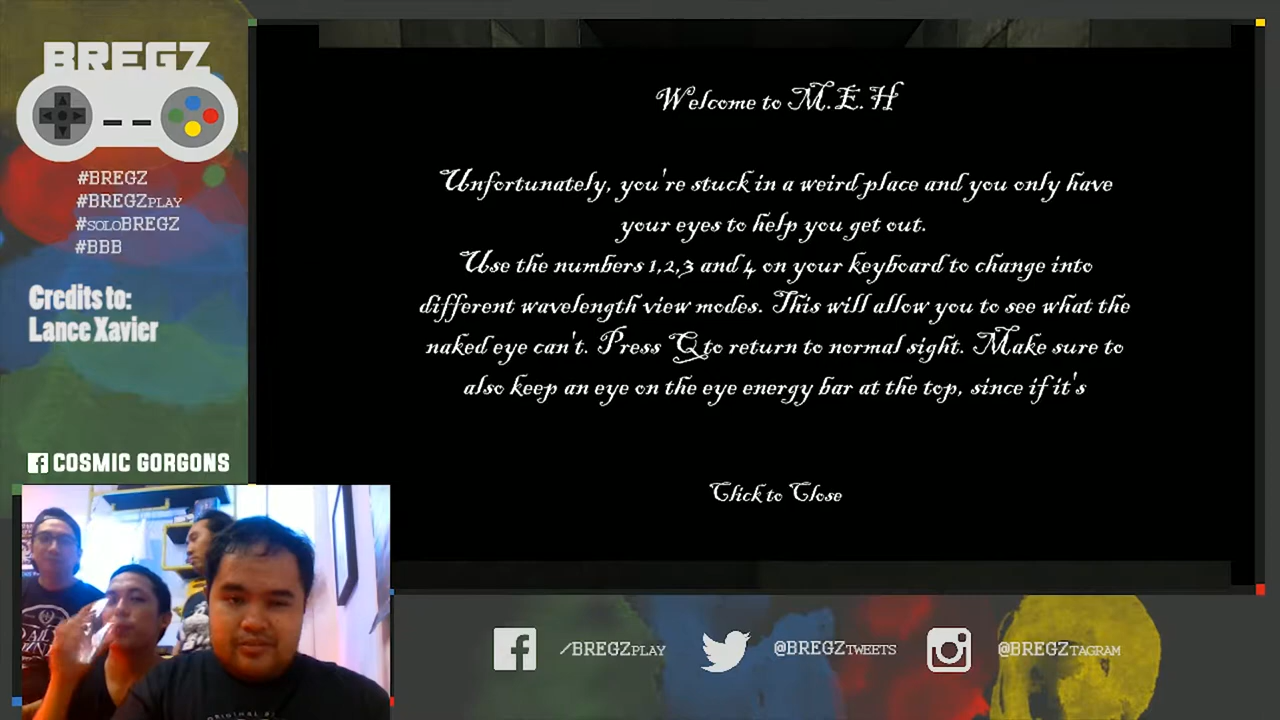 BREGZ
#BREGZ
#BREGZPLAY
#SOLOBREGZ
#BBB
Credits to:
Lance Xavier
COSMIC GORGONS
Welcome to M.E.H
Unfortunately, you're stuck in a weird place and you only have
your eyes to help you get out.
Use the numbers 1,2,3 and 4 on your keyboard to change into
different wavelength view modes. This will allow you to see what the
naked eye can't. Press Q to return to normal sight. Make sure to
also keep an eye on the eye energy bar at the top, since if it's
Click to Close
/BREGZPLAY
@BREGZTWEETS
@BREGZTAGRAM